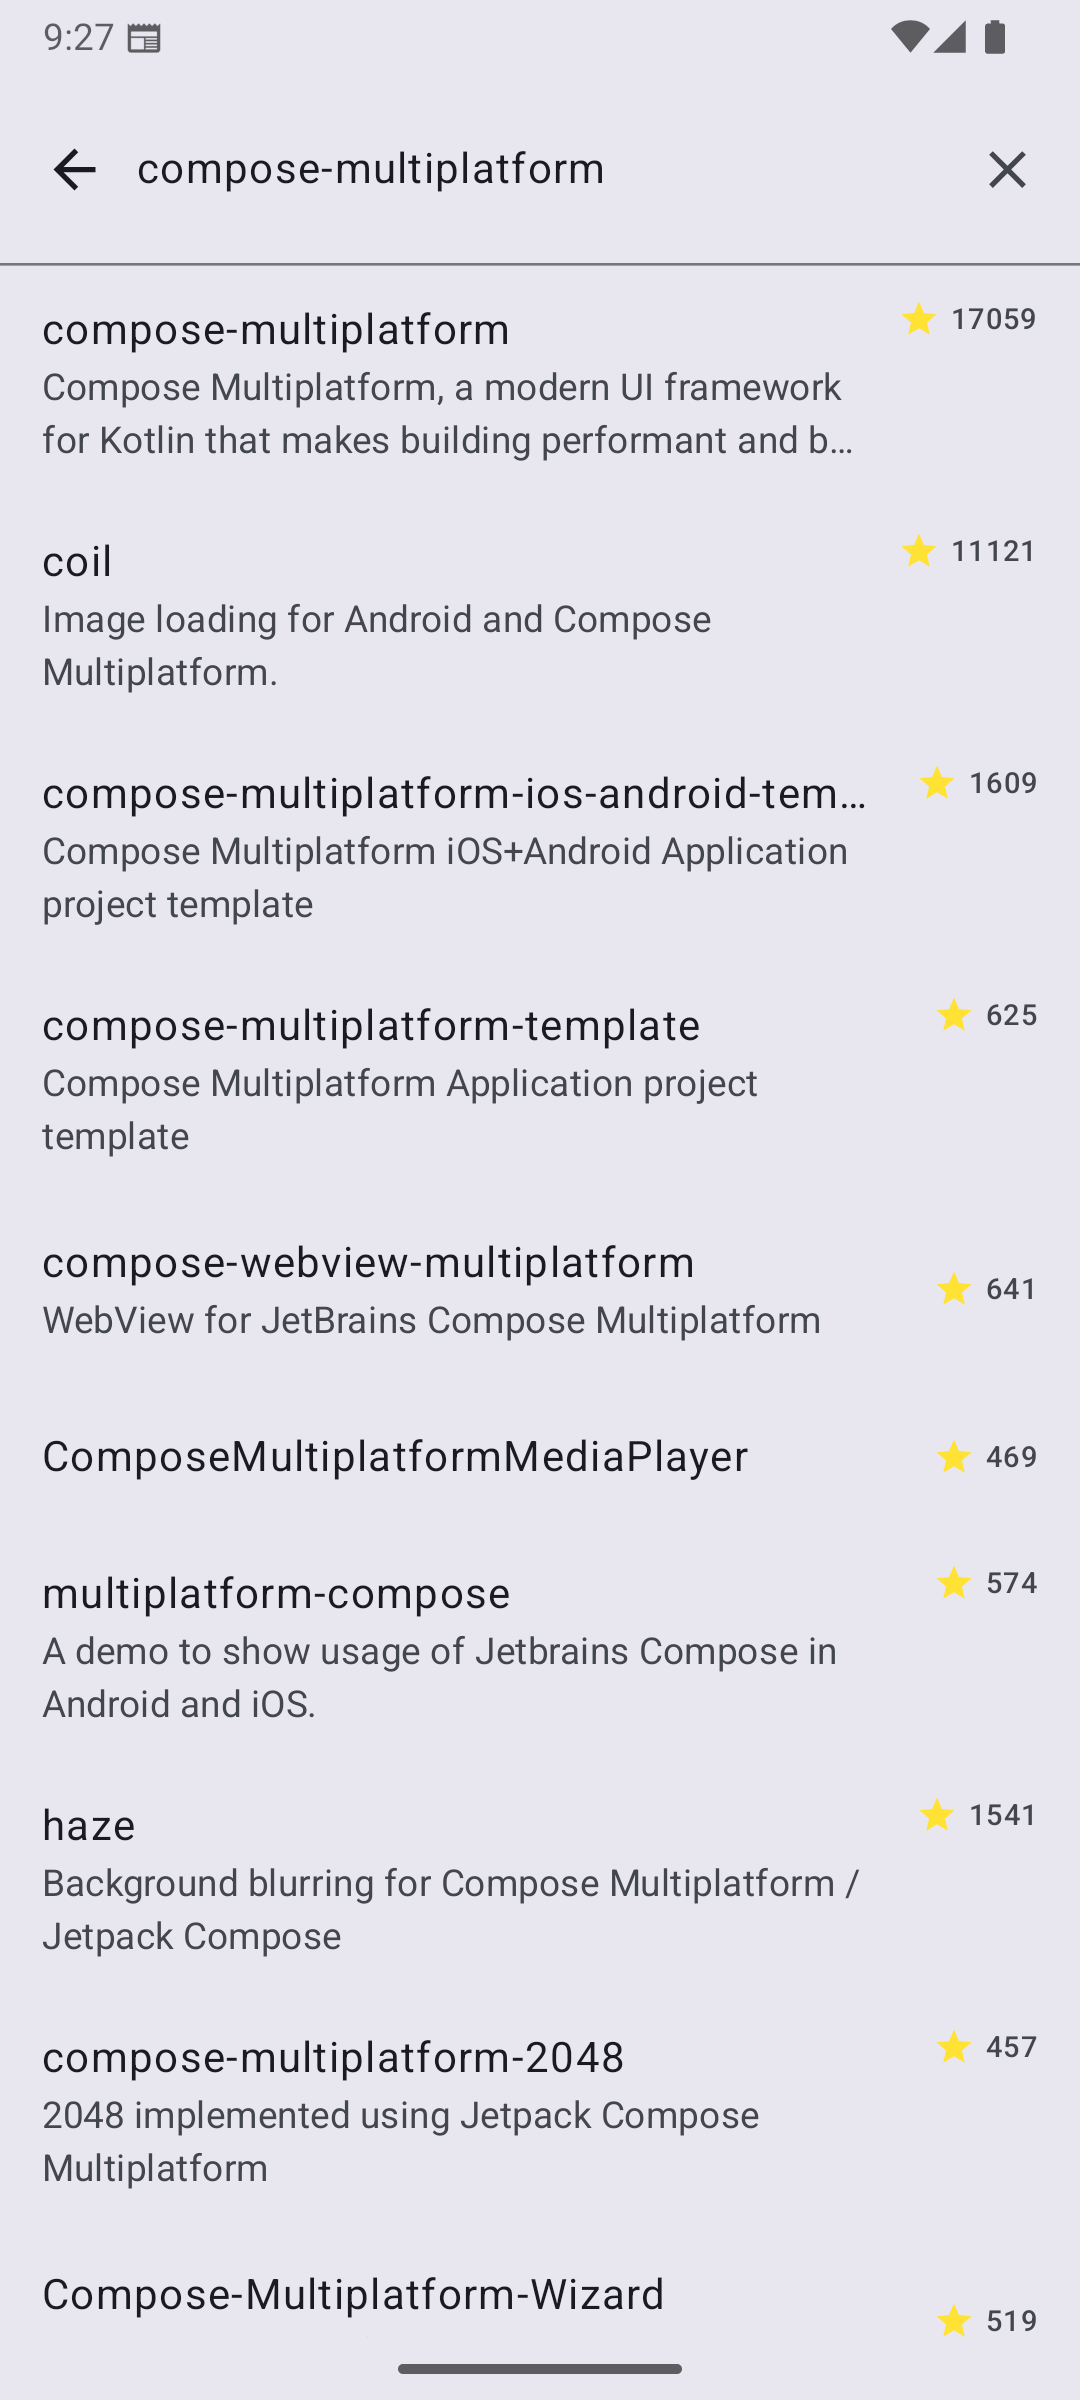 9:27
compose-multiplatform
compose-multiplatform 17059
Compose Multiplatform, a modern UI framework
for Kotlin that makes building performant and b…
coil 11121
Image loading for Android and Compose
Multiplatform.
compose-multiplatform-ios-android-tem… 1609
Compose Multiplatform iOS+Android Application
project template
compose-multiplatform-template 625
Compose Multiplatform Application project
template
compose-webview-multiplatform
641
WebView for JetBrains Compose Multiplatform
ComposeMultiplatformMediaPlayer 469
multiplatform-compose 574
A demo to show usage of Jetbrains Compose in
Android and iOS.
haze 1541
Background blurring for Compose Multiplatform /
Jetpack Compose
compose-multiplatform-2048 457
2048 implemented using Jetpack Compose
Multiplatform
Compose-Multiplatform-Wizard
519